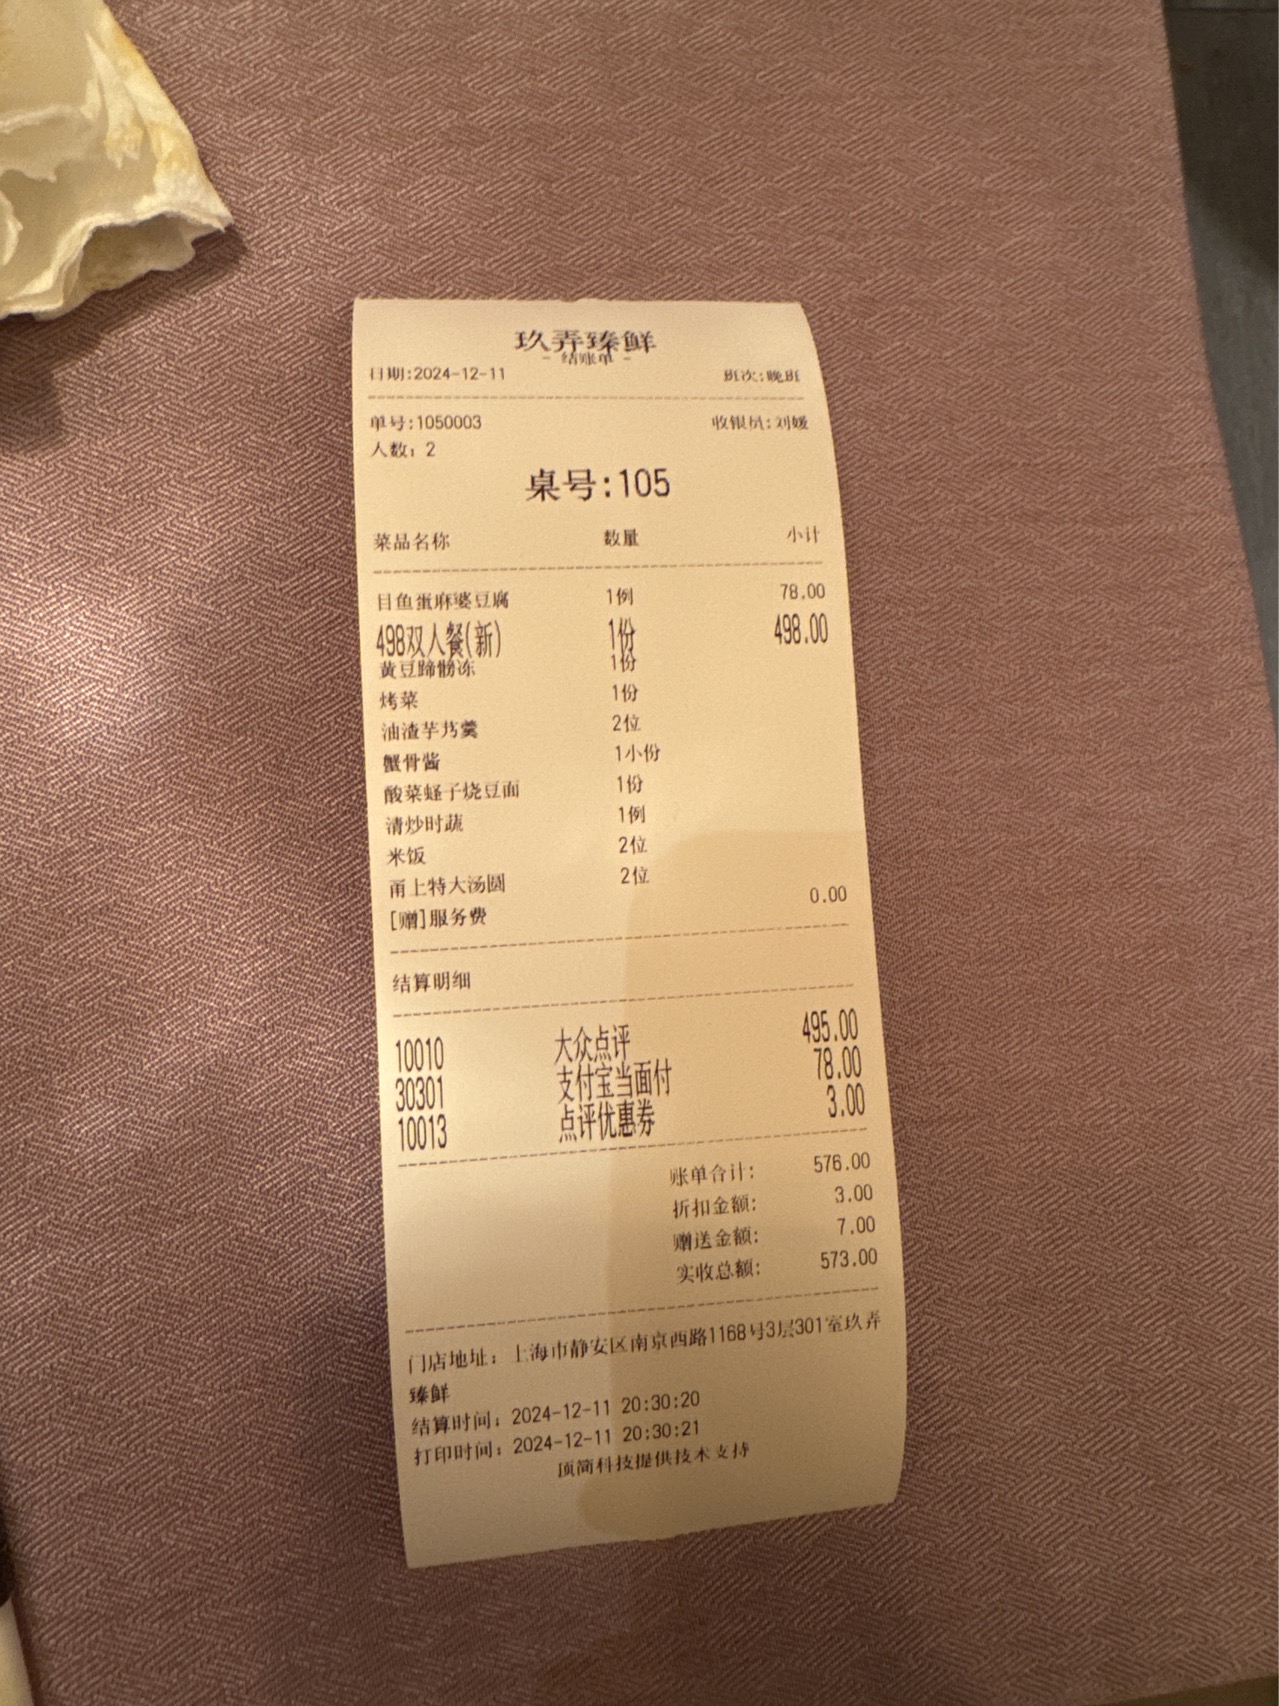 玖弄臻鲜
- 结账单 -
日期:2024-12-11 班次:晚班
单号:1050003 收银员:刘媛
人数: 2
桌号:105
菜品名称 数量 小计
目鱼蛋麻婆豆腐 1例 78.00
498双人餐(新) 1份 498.00
黄豆蹄髈冻 1份
烤菜 1份
油渣芋艿羹 2位
蟹骨酱 1小份
酸菜蛏子烧豆面 1份
清炒时蔬 1例
米饭 2位
甬上特大汤圆 2位
[赠]服务费 0.00
结算明细
10010 大众点评 495.00
30301 支付宝当面付 78.00
10013 点评优惠券 3.00
账单合计: 576.00
折扣金额: 3.00
赠送金额: 7.00
实收总额: 573.00
门店地址: 上海市静安区南京西路1168号3层301室玖弄
臻鲜
结算时间: 2024-12-11 20:30:20
打印时间: 2024-12-11 20:30:21
顶简科技提供技术支持